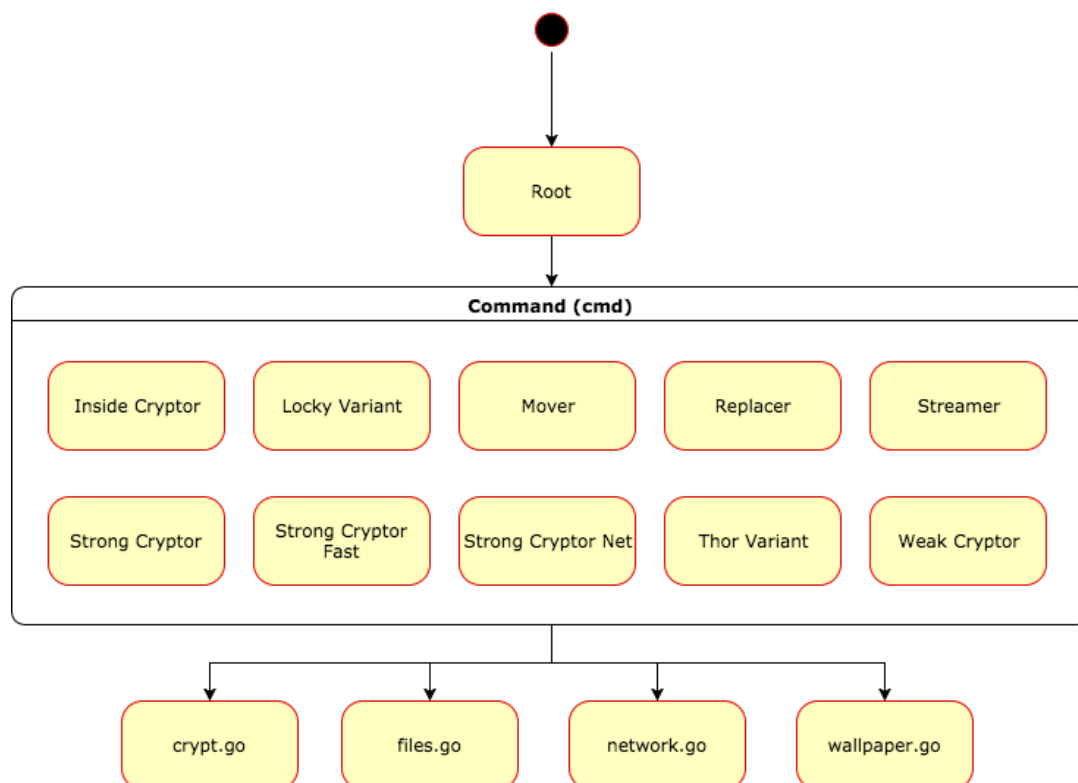 Root
Command (cmd)
Inside Cryptor
Locky Variant
Mover
Replacer
Streamer
Strong Cryptor
Strong Cryptor
Fast
Strong Cryptor Net
Thor Variant
Weak Cryptor
crypt.go
files.go
network.go
wallpaper.go